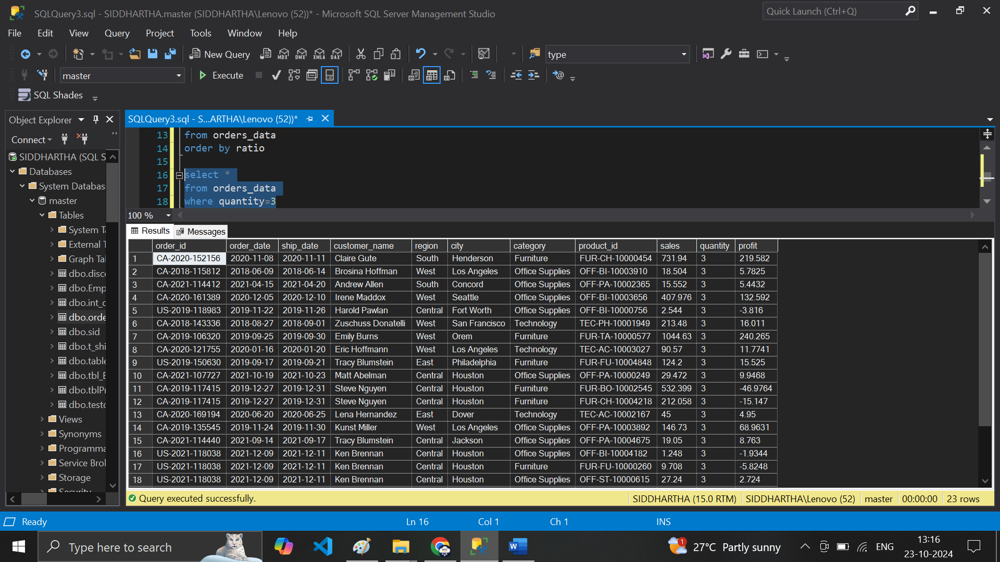 SQLQuery3.sql - SIDDHARTHA.master (SIDDHARTHA\Lenovo (52))* - Microsoft SQL Server Management Studio
Quick Launch (Ctrl+Q)
File Edit View Query Project Tools Window Help
New Query MDX DMX XMLA DAX type
master Execute
SQL Shades
Object Explorer
Connect
SIDDHARTHA (SQL S
Databases
System Databas
master
Tables
System Ta
External T
Graph Tal
dbo.disco
dbo.Emp
dbo.int_c
dbo.orde
dbo.sid
dbo.t_shi
dbo.table
dbo.tbl_E
dbo.tblPr
dbo.testo
Views
Synonyms
Programma
Service Brol
Storage
Security
SQLQuery3.sql - S...ARTHA\Lenovo (52))*
13 from orders_data
14 order by ratio
15
16 select *
17 from orders_data
18 where quantity=3
100 %
Results Messages
order_id order_date ship_date customer_name region city category product_id sales quantity profit
1 CA-2020-152156 2020-11-08 2020-11-11 Claire Gute South Henderson Furniture FUR-CH-10000454 731.94 3 219.582
2 CA-2018-115812 2018-06-09 2018-06-14 Brosina Hoffman West Los Angeles Office Supplies OFF-BI-10003910 18.504 3 5.7825
3 CA-2021-114412 2021-04-15 2021-04-20 Andrew Allen South Concord Office Supplies OFF-PA-10002365 15.552 3 5.4432
4 CA-2020-161389 2020-12-05 2020-12-10 Irene Maddox West Seattle Office Supplies OFF-BI-10003656 407.976 3 132.592
5 US-2019-118983 2019-11-22 2019-11-26 Harold Pawlan Central Fort Worth Office Supplies OFF-BI-10000756 2.544 3 -3.816
6 CA-2018-143336 2018-08-27 2018-09-01 Zuschuss Donatelli West San Francisco Technology TEC-PH-10001949 213.48 3 16.011
7 CA-2019-106320 2019-09-25 2019-09-30 Emily Burns West Orem Furniture FUR-TA-10000577 1044.63 3 240.265
8 CA-2020-121755 2020-01-16 2020-01-20 Eric Hoffmann West Los Angeles Technology TEC-AC-10003027 90.57 3 11.7741
9 US-2019-150630 2019-09-17 2019-09-21 Tracy Blumstein East Philadelphia Furniture FUR-FU-10004848 124.2 3 15.525
10 CA-2021-107727 2021-10-19 2021-10-23 Matt Abelman Central Houston Office Supplies OFF-PA-10000249 29.472 3 9.9468
11 CA-2019-117415 2019-12-27 2019-12-31 Steve Nguyen Central Houston Furniture FUR-BO-10002545 532.399 3 -46.9764
12 CA-2019-117415 2019-12-27 2019-12-31 Steve Nguyen Central Houston Furniture FUR-CH-10004218 212.058 3 -15.147
13 CA-2020-169194 2020-06-20 2020-06-25 Lena Hernandez East Dover Technology TEC-AC-10002167 45 3 4.95
14 CA-2019-135545 2019-11-24 2019-11-30 Kunst Miller West Los Angeles Office Supplies OFF-PA-10003892 146.73 3 68.9631
15 CA-2021-114440 2021-09-14 2021-09-17 Tracy Blumstein Central Jackson Office Supplies OFF-PA-10004675 19.05 3 8.763
16 US-2021-118038 2021-12-09 2021-12-11 Ken Brennan Central Houston Office Supplies OFF-BI-10004182 1.248 3 -1.9344
17 US-2021-118038 2021-12-09 2021-12-11 Ken Brennan Central Houston Furniture FUR-FU-10000260 9.708 3 -5.8248
18 US-2021-118038 2021-12-09 2021-12-11 Ken Brennan Central Houston Office Supplies OFF-ST-10000615 27.24 3 2.724
Query executed successfully. SIDDHARTHA (15.0 RTM) SIDDHARTHA\Lenovo (52) master 00:00:00 23 rows
Ready Ln 16 Col 1 Ch 1 INS
Type here to search 1 27°C Partly sunny ENG 13:16
23-10-2024